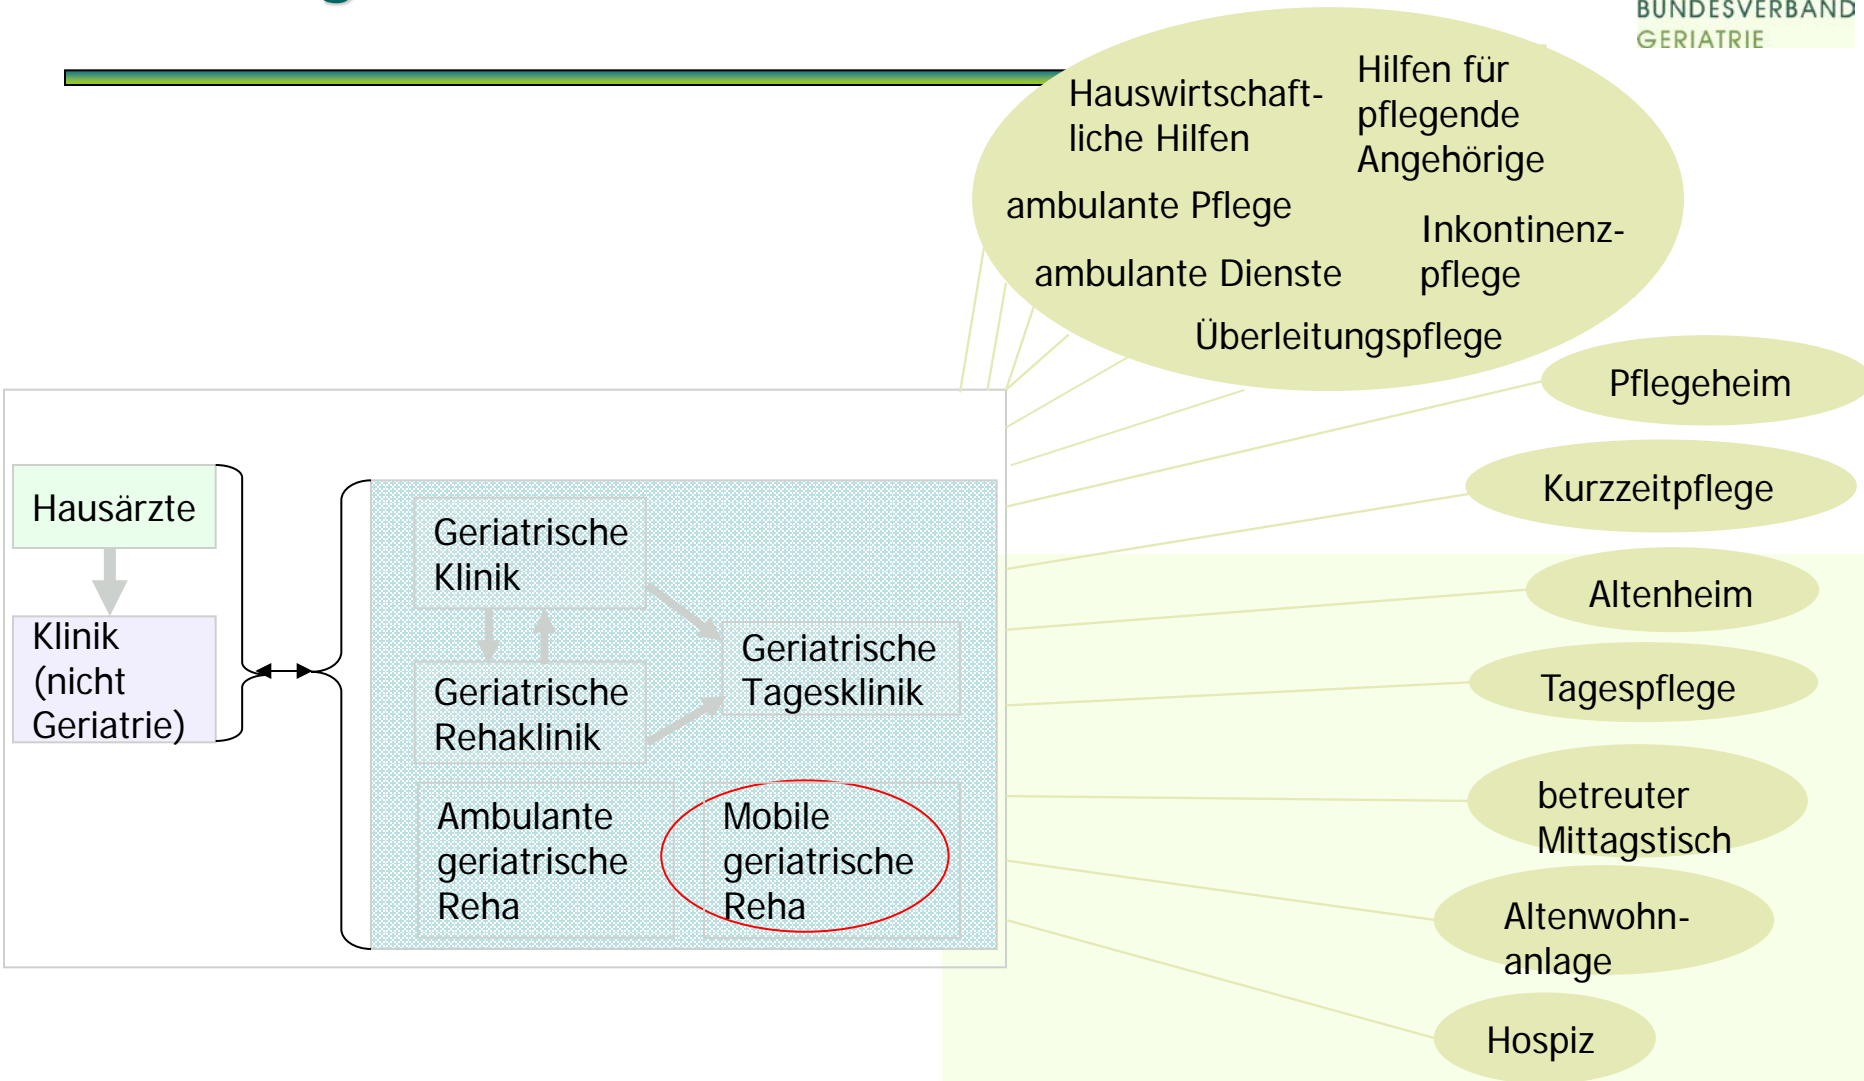 BUNDESVERBAND
GERIATRIE
Hauswirtschaft-
liche Hilfen
Hilfen für
pflegende
Angehörige
ambulante Pflege
Inkontinenz-
pflege
ambulante Dienste
Überleitungspflege
Pflegeheim
Kurzzeitpflege
Altenheim
Tagespflege
betreuter
Mittagstisch
Altenwohn-
anlage
Hospiz
Hausärzte
Klinik
(nicht
Geriatrie)
Geriatrische
Klinik
Geriatrische
Rehaklinik
Geriatrische
Tagesklinik
Ambulante
geriatrische
Reha
Mobile
geriatrische
Reha